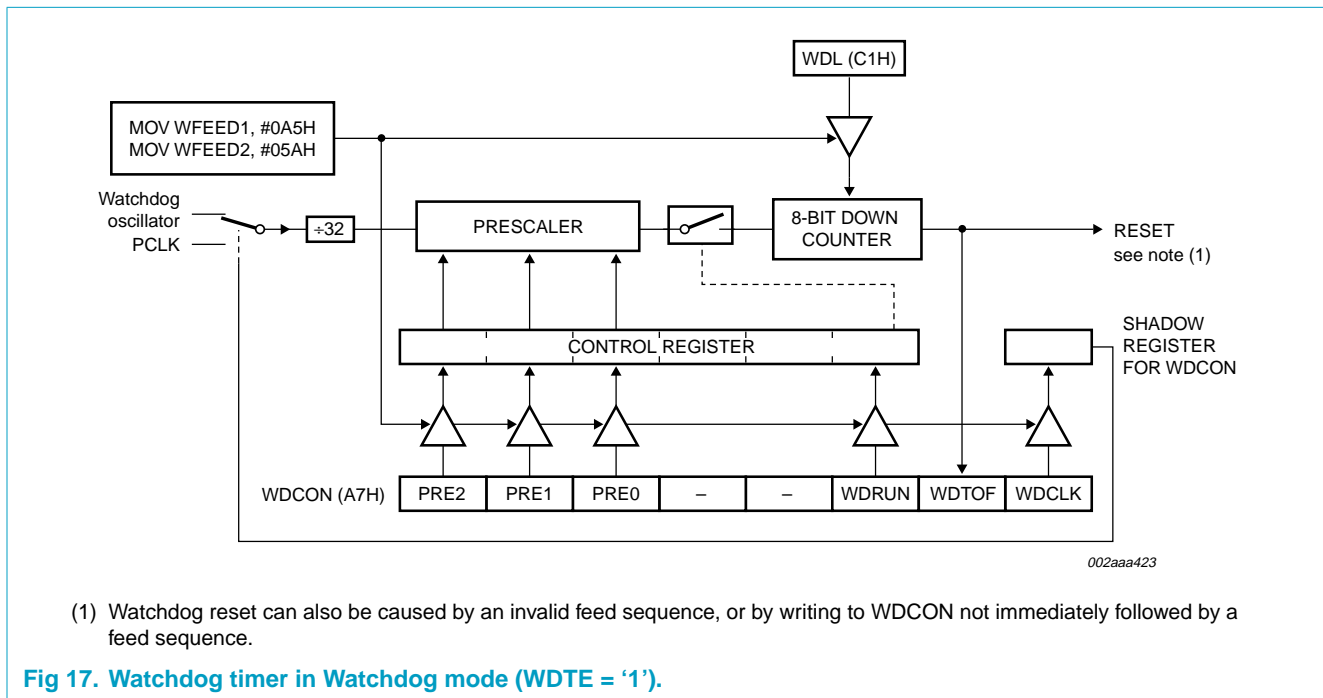 WDL (C1H)
MOV WFEED1, #0A5H
MOV WFEED2, #05AH
Watchdog
oscillator
PCLK
÷32
PRESCALER
8-BIT DOWN
COUNTER
RESET
see note (1)
CONTROL REGISTER
SHADOW
REGISTER
FOR WDCON
WDCON (A7H)
PRE2
PRE1
PRE0
–
–
WDRUN
WDTOF
WDCLK
002aaa423
(1) Watchdog reset can also be caused by an invalid feed sequence, or by writing to WDCON not immediately followed by a
feed sequence.
Fig 17. Watchdog timer in Watchdog mode (WDTE = ‘1’).